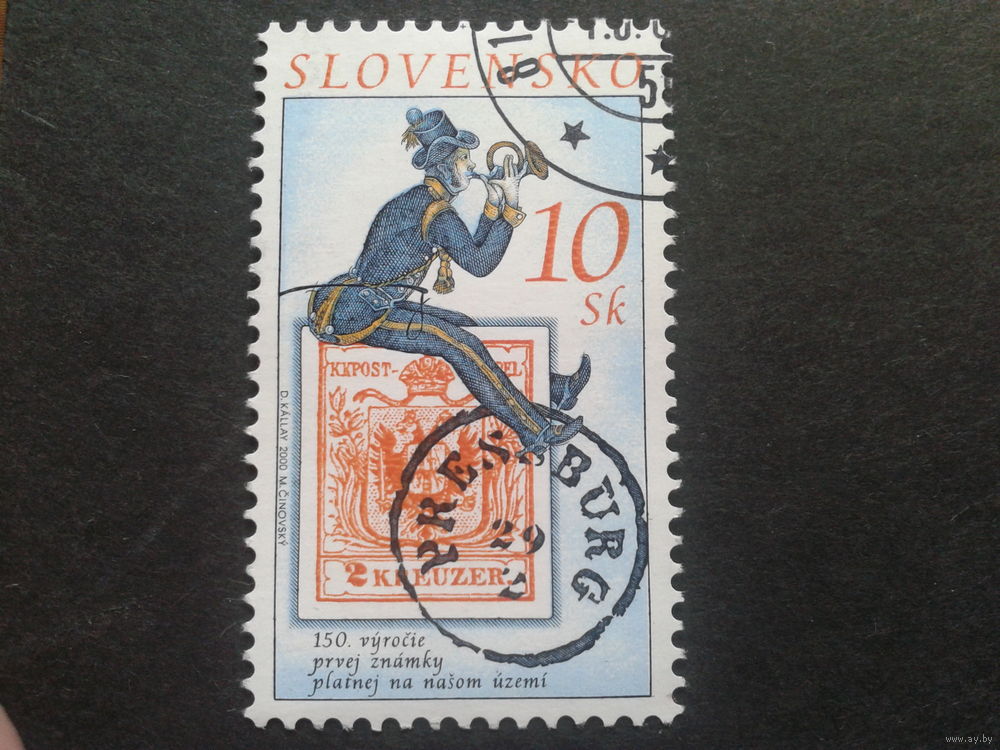 SLOVENSKO
10
Sk
KKPOST-
2 KREUZER.
PRESSBURG
29
D. KÁLLAY 2000 M. ČINOVSKÝ
150. výročie
prvej známky
platnej na našom území
www.ay.by